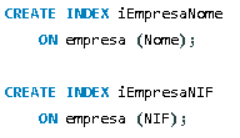 CREATE INDEX iEmpresaNome
ON empresa (Nome);
CREATE INDEX iEmpresaNIF
ON empresa (NIF);